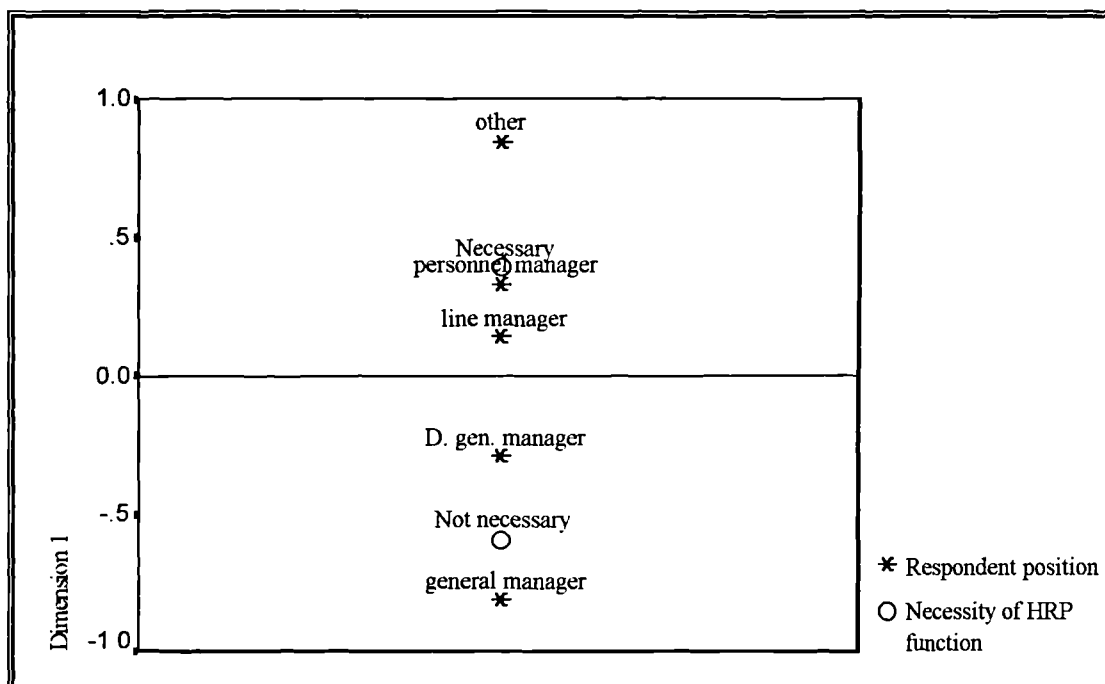 1.0
other
.5
Necessary
personnel manager
line manager
0.0
D. gen. manager
-.5
Not necessary
general manager
-1 0
Dimension 1
Respondent position
Necessity of HRP
function